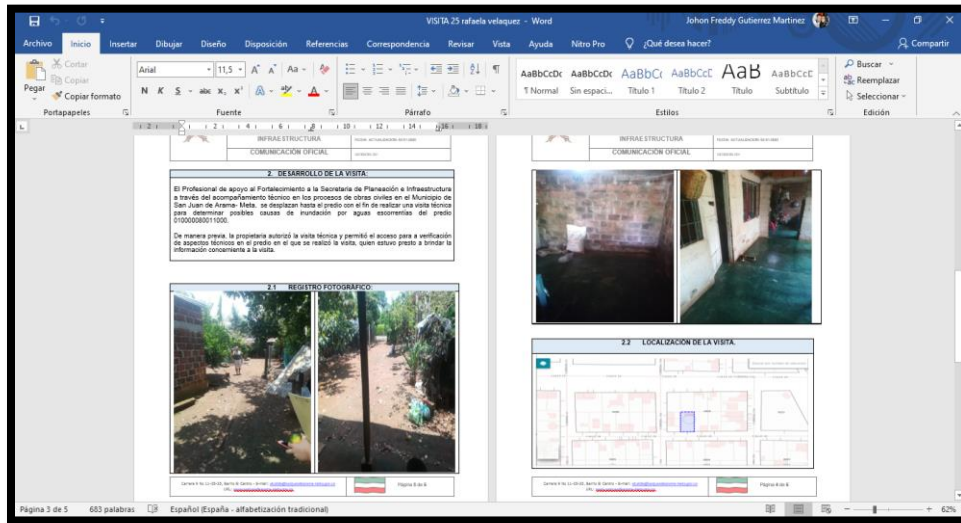 VISITA 25 rafaela velaquez - Word
Johon Freddy Gutierrez Martinez
Archivo Inicio Insertar Dibujar Diseño Disposición Referencias Correspondencia Revisar Vista Ayuda Nitro Pro ¿Qué desea hacer? Compartir
Pegar
Cortar
Copiar
Copiar formato
Portapapeles
Arial 11,5
N K S abc x₂ x²
Fuente
Párrafo
AaBbCcDc AaBbCcDc AaBbCc AaBbCcC AaB AaBbCcC
¶ Normal Sin espaci... Título 1 Título 2 Título Subtítulo
Estilos
Buscar
Reemplazar
Seleccionar
Edición
INFRAESTRUCTURA
COMUNICACIÓN OFICIAL
2. DESARROLLO DE LA VISITA:
El Profesional de apoyo al Fortalecimiento a la Secretaria de Planeación e Infraestructura
a través del acompañamiento técnico en los procesos de obras civiles en el Municipio de
San Juan de Arama- Meta, se desplazan hasta el predio con el fin de realizar una visita técnica
para determinar posibles causas de inundación por aguas escorrentías del predio
010000080011000.
De manera previa, la propietaria autorizó la visita técnica y permitió el acceso para a verificación
de aspectos técnicos en el predio en el que se realizó la visita, quien estuvo presto a brindar la
información concerniente a la visita.
2.1 REGISTRO FOTOGRÁFICO:
INFRAESTRUCTURA
COMUNICACIÓN OFICIAL
2.2 LOCALIZACIÓN DE LA VISITA.
Página 3 de 5 683 palabras Español (España - alfabetización tradicional) 62%